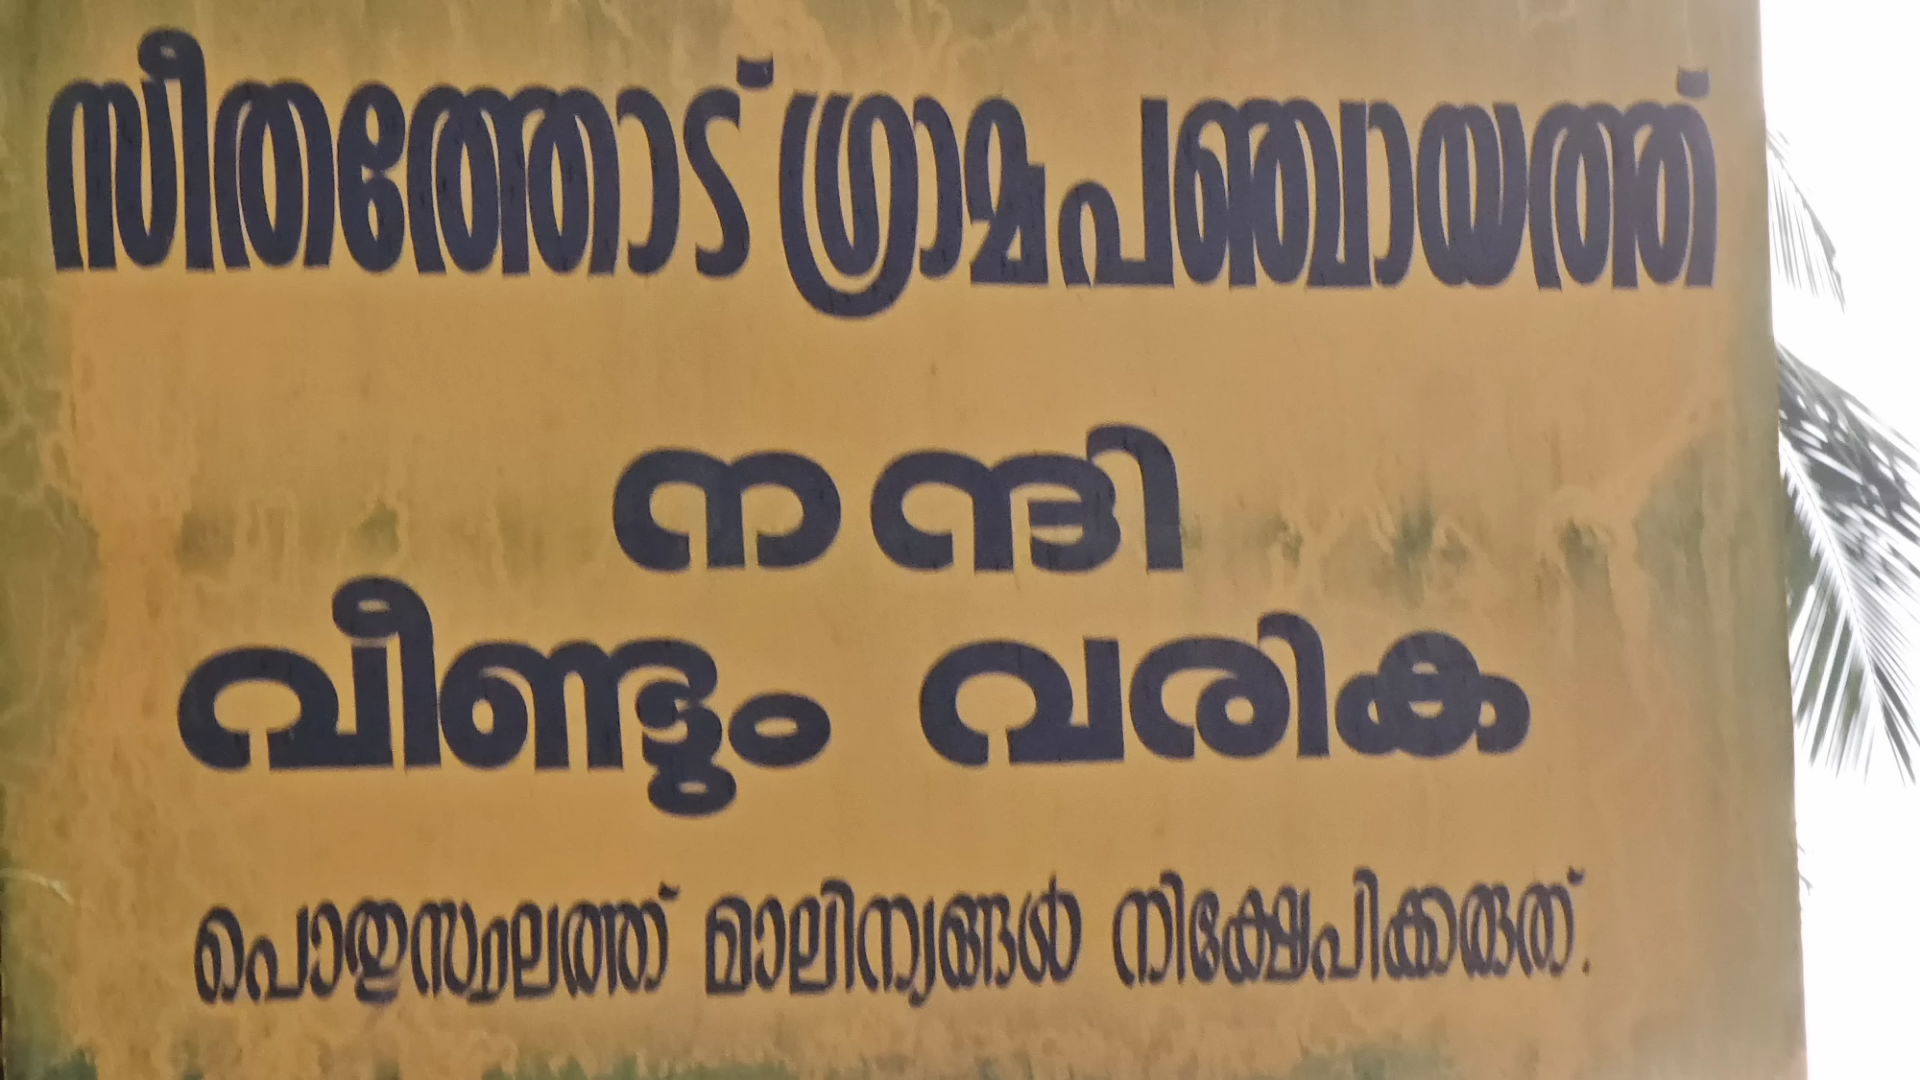 സീതത്തോട് ഗ്രാമപഞ്ചായത്ത്
നന്ദി
വീണ്ടും വരിക
പൊതുസ്ഥലത്ത് മാലിന്യങ്ങൾ നിക്ഷേപിക്കരുത്.